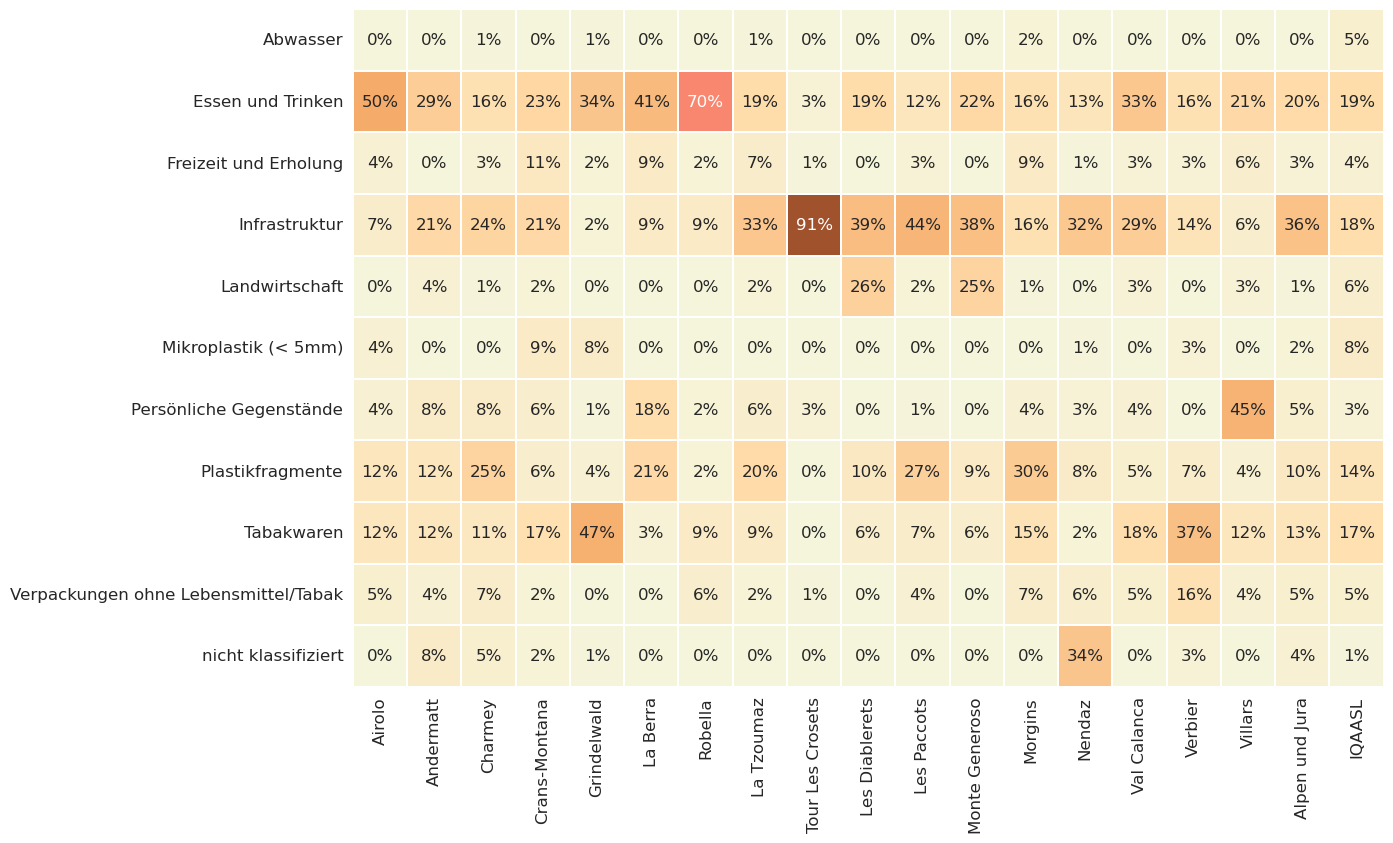 Abwasser 0% 0% 1% 0% 1% 0% 0% 1% 0% 0% 0% 0% 2% 0% 0% 0% 0% 0% 5%
Essen und Trinken 50% 29% 16% 23% 34% 41% 70% 19% 3% 19% 12% 22% 16% 13% 33% 16% 21% 20% 19%
Freizeit und Erholung 4% 0% 3% 11% 2% 9% 2% 7% 1% 0% 3% 0% 9% 1% 3% 3% 6% 3% 4%
Infrastruktur 7% 21% 24% 21% 2% 9% 9% 33% 91% 39% 44% 38% 16% 32% 29% 14% 6% 36% 18%
Landwirtschaft 0% 4% 1% 2% 0% 0% 0% 2% 0% 26% 2% 25% 1% 0% 3% 0% 3% 1% 6%
Mikroplastik (< 5mm) 4% 0% 0% 9% 8% 0% 0% 0% 0% 0% 0% 0% 0% 1% 0% 3% 0% 2% 8%
Persönliche Gegenstände 4% 8% 8% 6% 1% 18% 2% 6% 3% 0% 1% 0% 4% 3% 4% 0% 45% 5% 3%
Plastikfragmente 12% 12% 25% 6% 4% 21% 2% 20% 0% 10% 27% 9% 30% 8% 5% 7% 4% 10% 14%
Tabakwaren 12% 12% 11% 17% 47% 3% 9% 9% 0% 6% 7% 6% 15% 2% 18% 37% 12% 13% 17%
Verpackungen ohne Lebensmittel/Tabak 5% 4% 7% 2% 0% 0% 6% 2% 1% 0% 4% 0% 7% 6% 5% 16% 4% 5% 5%
nicht klassifiziert 0% 8% 5% 2% 1% 0% 0% 0% 0% 0% 0% 0% 0% 34% 0% 3% 0% 4% 1%
Airolo
Andermatt
Charmey
Crans-Montana
Grindelwald
La Berra
Robella
La Tzoumaz
Tour Les Crosets
Les Diablerets
Les Paccots
Monte Generoso
Morgins
Nendaz
Val Calanca
Verbier
Villars
Alpen und Jura
IQAASL